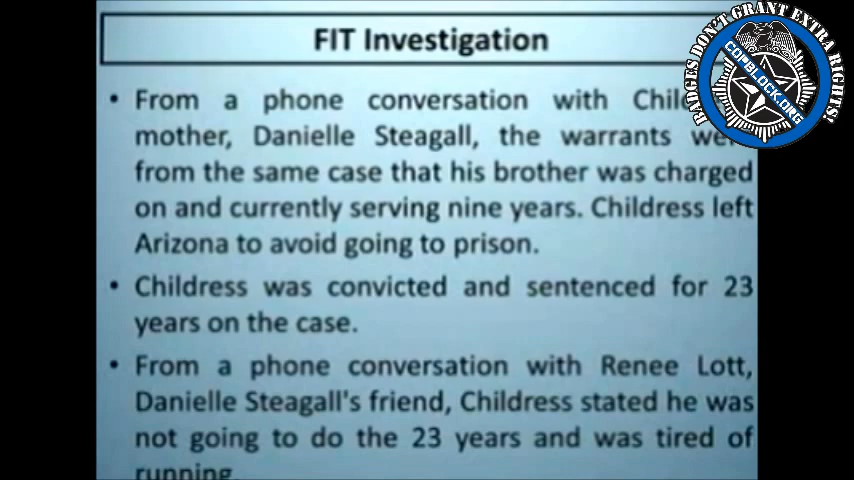 FIT Investigation
• From a phone conversation with
mother, Danielle Steagall, the warrants
from the same case that his brother was charged
on and currently serving nine years. Childress left
Arizona to avoid going to prison.
• Childress was convicted and sentenced for 23
years on the case.
• From a phone conversation with Renee Lott,
Danielle Steagall's friend, Childress stated he was
not going to do the 23 years and was tired of
running.
BADGES DON'T GRANT EXTRA RIGHTS!
COPBLOCK.ORG